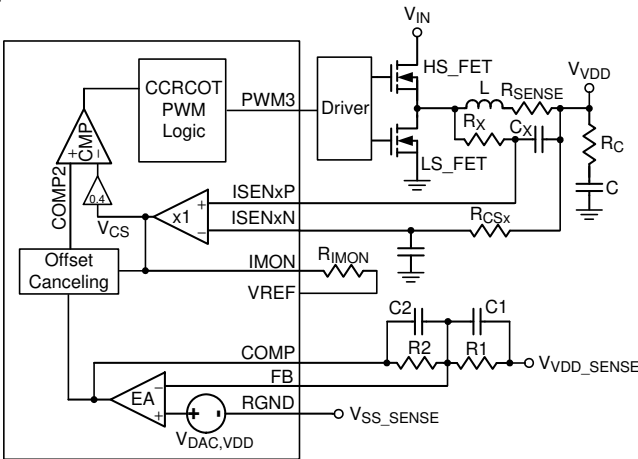 V_IN
HS_FET
CCRCOT
PWM
Logic
PWM3
Driver
L
R_SENSE
V_VDD
R_X
C_X
R_C
C
LS_FET
CMP
+
−
COMP2
0.4
V_CS
x1
+
−
ISENxP
ISENxN
R_CSx
Offset
Canceling
IMON
R_IMON
VREF
C2
C1
COMP
R2
R1
V_VDD_SENSE
FB
EA
−
+
+
-
RGND
V_SS_SENSE
V_DAC,VDD